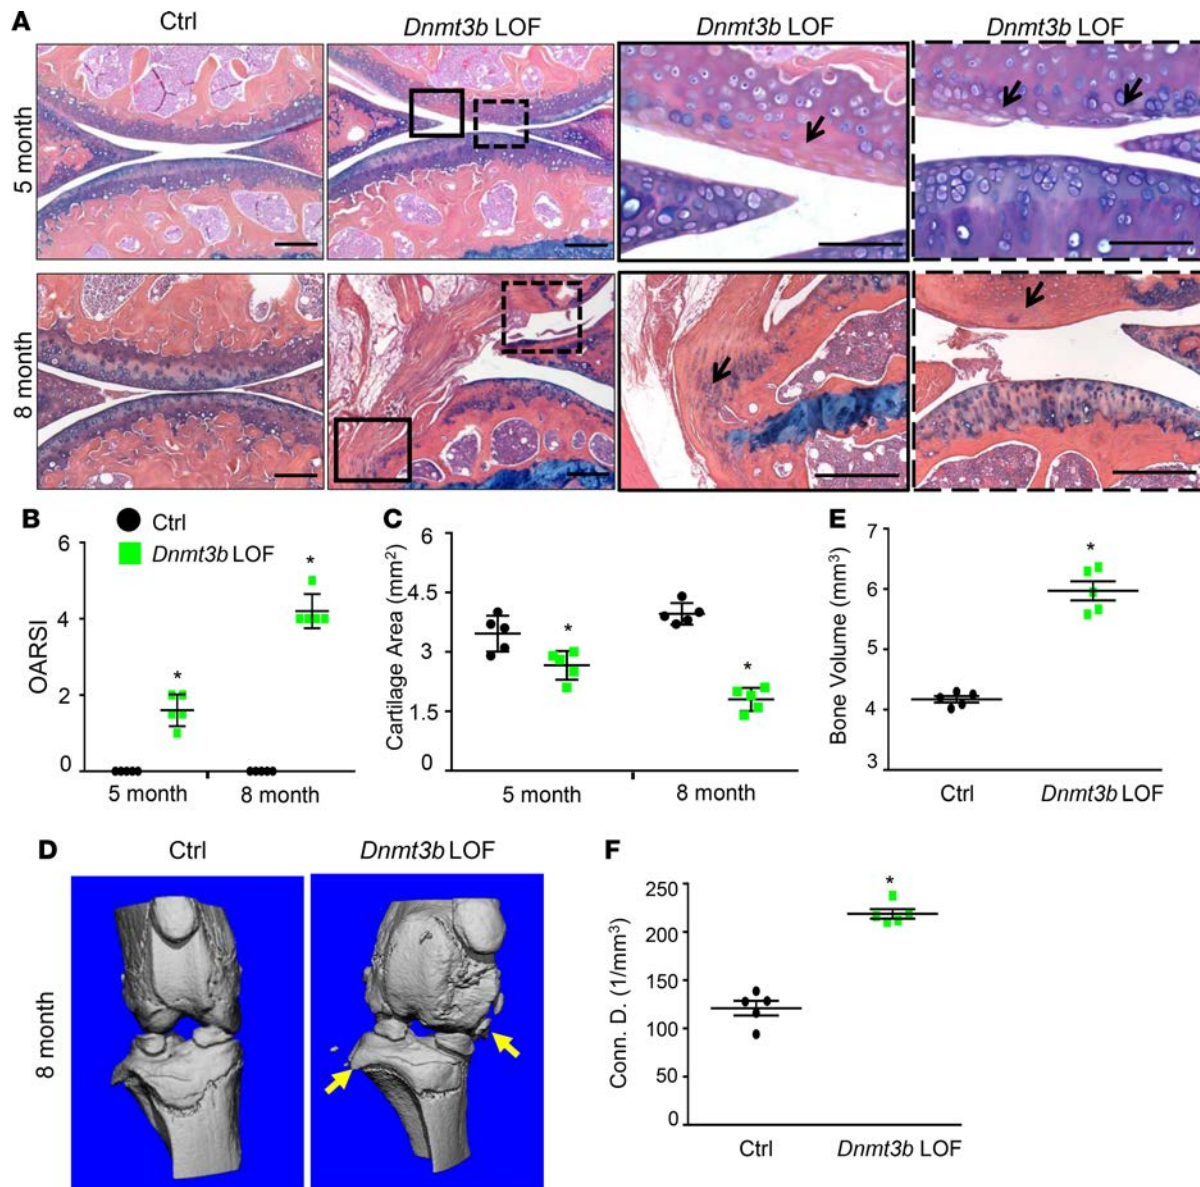 A
Ctrl
Dnmt3b LOF
Dnmt3b LOF
Dnmt3b LOF
5 month
8 month
B
Ctrl
Dnmt3b LOF
OARSI
6
4
2
0
*
*
5 month
8 month
C
Cartilage Area (mm²)
6
4.5
3
1.5
0
*
*
5 month
8 month
E
Bone Volume (mm³)
7
6
4
3
*
Ctrl
Dnmt3b LOF
D
Ctrl
Dnmt3b LOF
8 month
F
Conn. D. (1/mm³)
250
200
150
100
50
0
*
Ctrl
Dnmt3b LOF